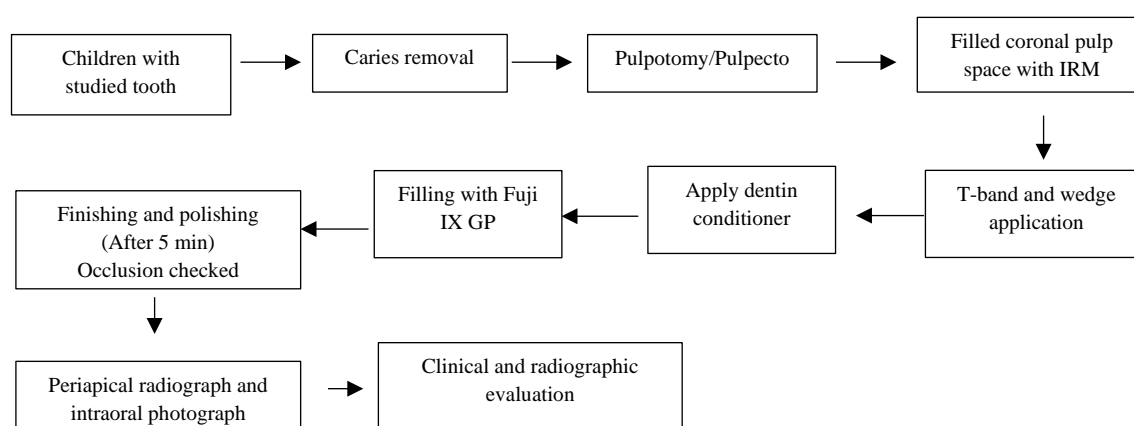 Children with
studied tooth
Caries removal
Pulpotomy/Pulpecto
Filled coronal pulp
space with IRM
T-band and wedge
application
Apply dentin
conditioner
Filling with Fuji
IX GP
Finishing and polishing
(After 5 min)
Occlusion checked
Periapical radiograph and
intraoral photograph
Clinical and radiographic
evaluation